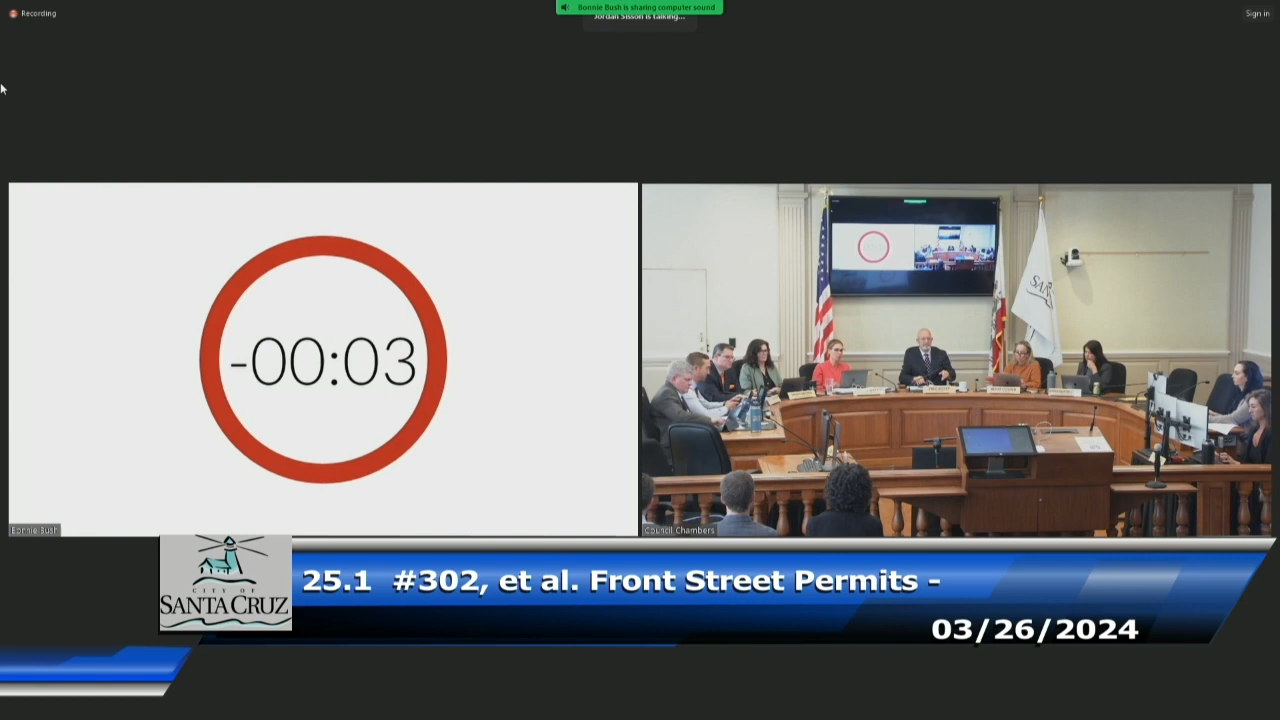 Recording
Bonnie Bush is sharing computer sound
Jordan Sisson is talking...
Sign in
-00:03
SAN
Bonnie Bush
Council Chambers
CITY OF
SANTA CRUZ
25.1 #302, et al. Front Street Permits -
03/26/2024